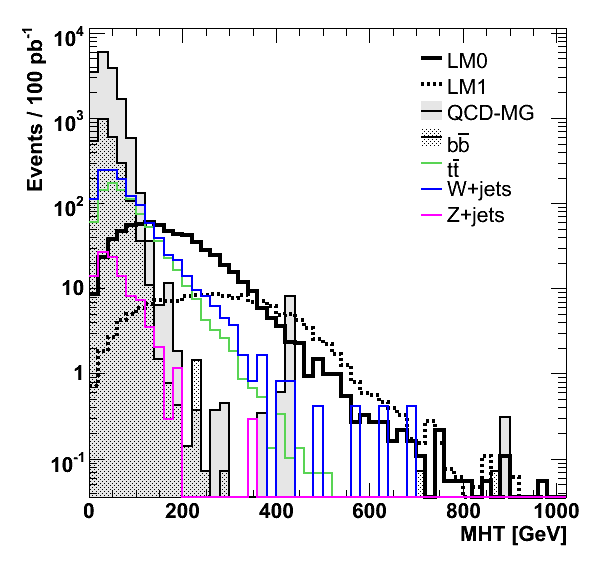 Events / 100 pb⁻¹
10⁴
10³
10²
10
1
10⁻¹
LM0
LM1
QCD-MG
bb̅
tt̅
W+jets
Z+jets
0 200 400 600 800 1000
MHT [GeV]